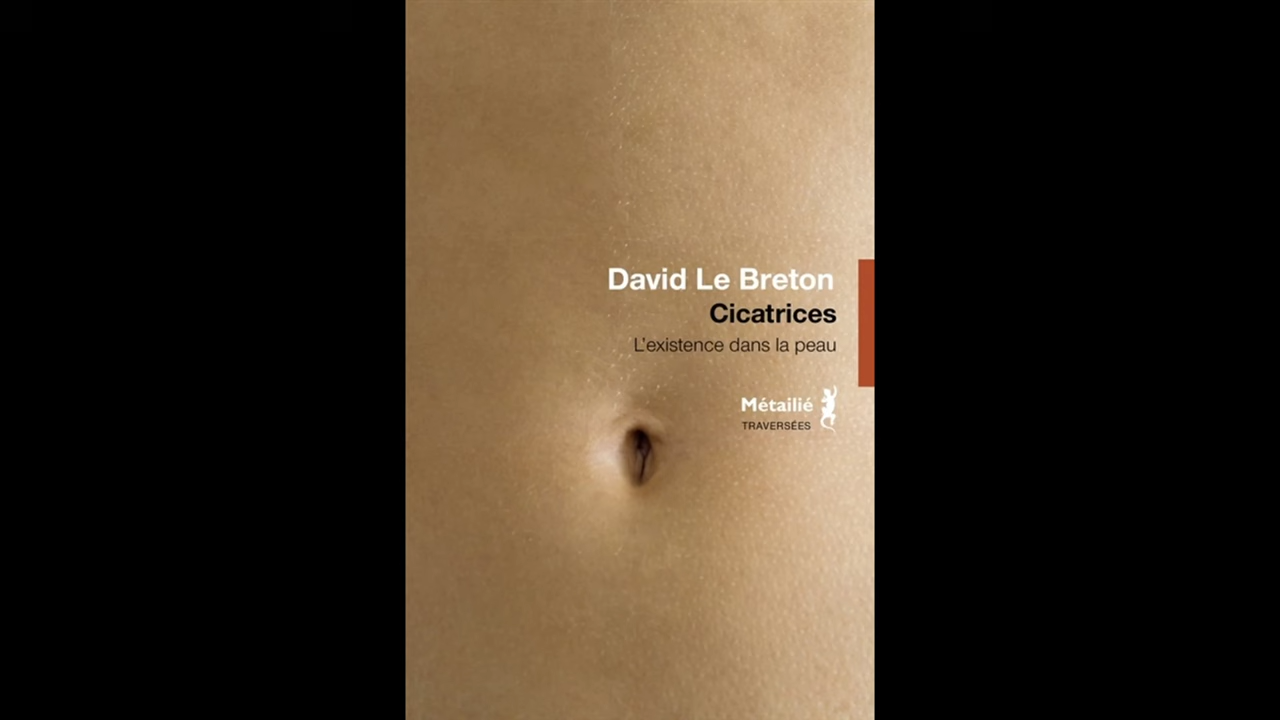 David Le Breton
Cicatrices
L'existence dans la peau
Métailié
TRAVERSÉES